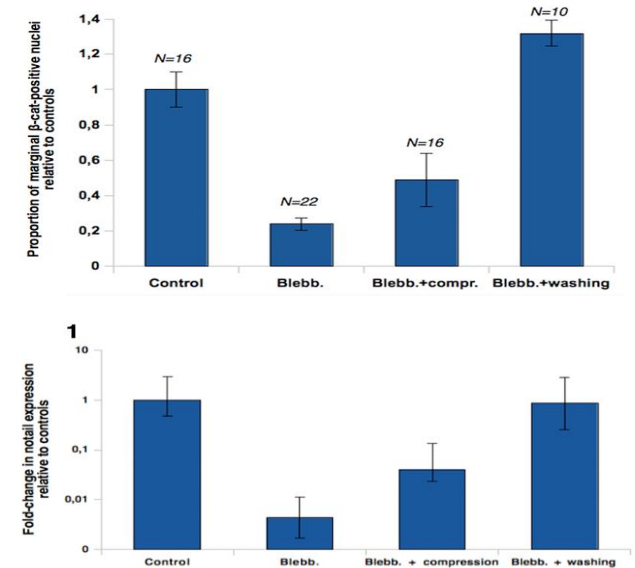 Proportion of marginal β-cat-positive nuclei
relative to controls
1,4
1,2
1
0,8
0,6
0,4
0,2
0
N=16
N=22
N=16
N=10
Control
Blebb.
Blebb.+compr.
Blebb.+washing
1
Fold-change in notail expression
relative to controls
10
1
0,1
0,01
0
Control
Blebb.
Blebb. + compression
Blebb. + washing